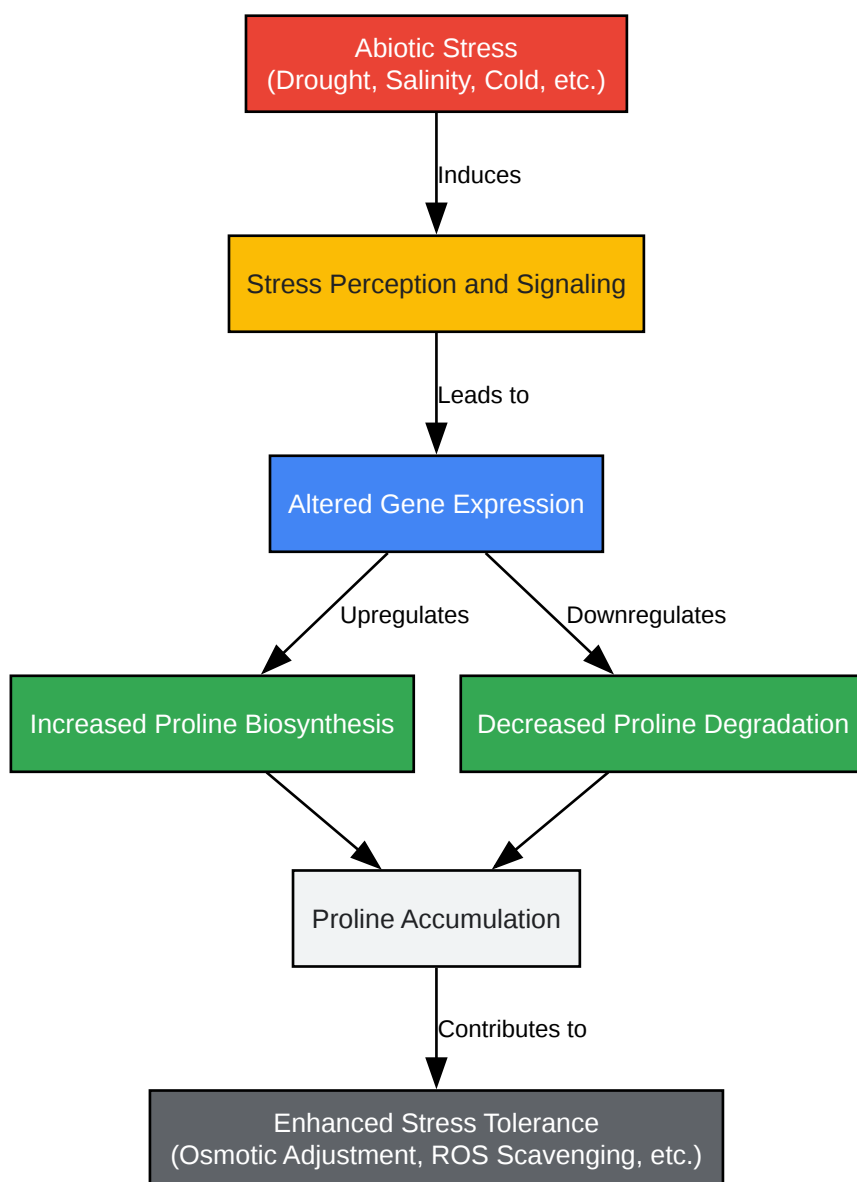 Abiotic Stress
(Drought, Salinity, Cold, etc.)
Induces
Stress Perception and Signaling
Leads to
Altered Gene Expression
Upregulates
Downregulates
Increased Proline Biosynthesis
Decreased Proline Degradation
Proline Accumulation
Contributes to
Enhanced Stress Tolerance
(Osmotic Adjustment, ROS Scavenging, etc.)